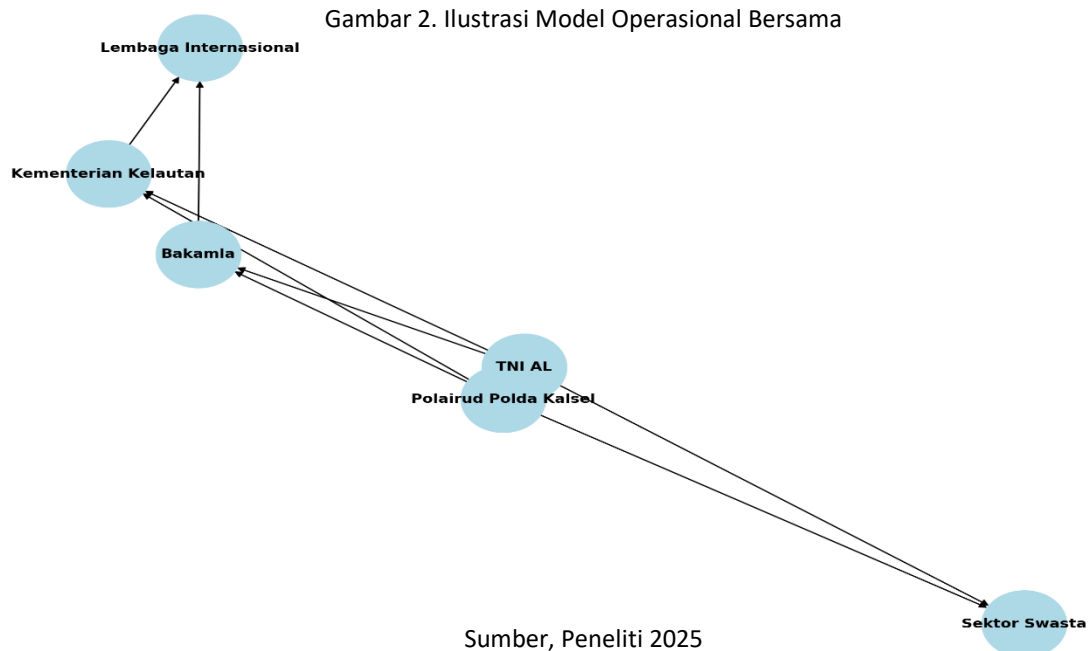 Gambar 2. Ilustrasi Model Operasional Bersama
Lembaga Internasional
Kementerian Kelautan
Bakamla
TNI AL
Polairud Polda Kalsel
Sektor Swasta
Sumber, Peneliti 2025